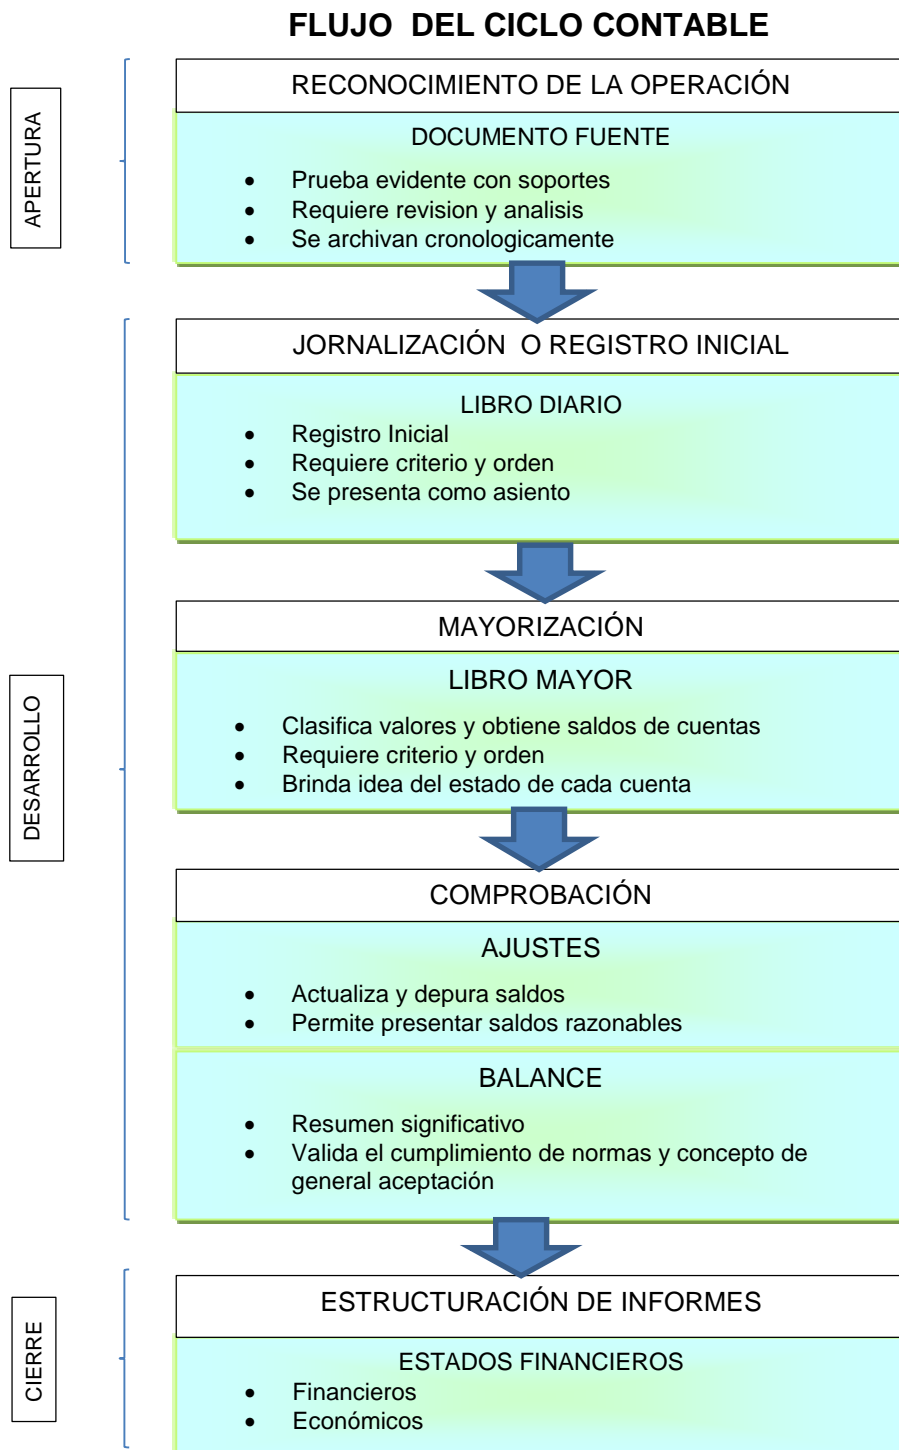 FLUJO DEL CICLO CONTABLE
APERTURA
RECONOCIMIENTO DE LA OPERACIÓN
DOCUMENTO FUENTE
• Prueba evidente con soportes
• Requiere revision y analisis
• Se archivan cronologicamente
DESARROLLO
JORNALIZACIÓN O REGISTRO INICIAL
LIBRO DIARIO
• Registro Inicial
• Requiere criterio y orden
• Se presenta como asiento
MAYORIZACIÓN
LIBRO MAYOR
• Clasifica valores y obtiene saldos de cuentas
• Requiere criterio y orden
• Brinda idea del estado de cada cuenta
COMPROBACIÓN
AJUSTES
• Actualiza y depura saldos
• Permite presentar saldos razonables
BALANCE
• Resumen significativo
• Valida el cumplimiento de normas y concepto de
general aceptación
CIERRE
ESTRUCTURACIÓN DE INFORMES
ESTADOS FINANCIEROS
• Financieros
• Económicos